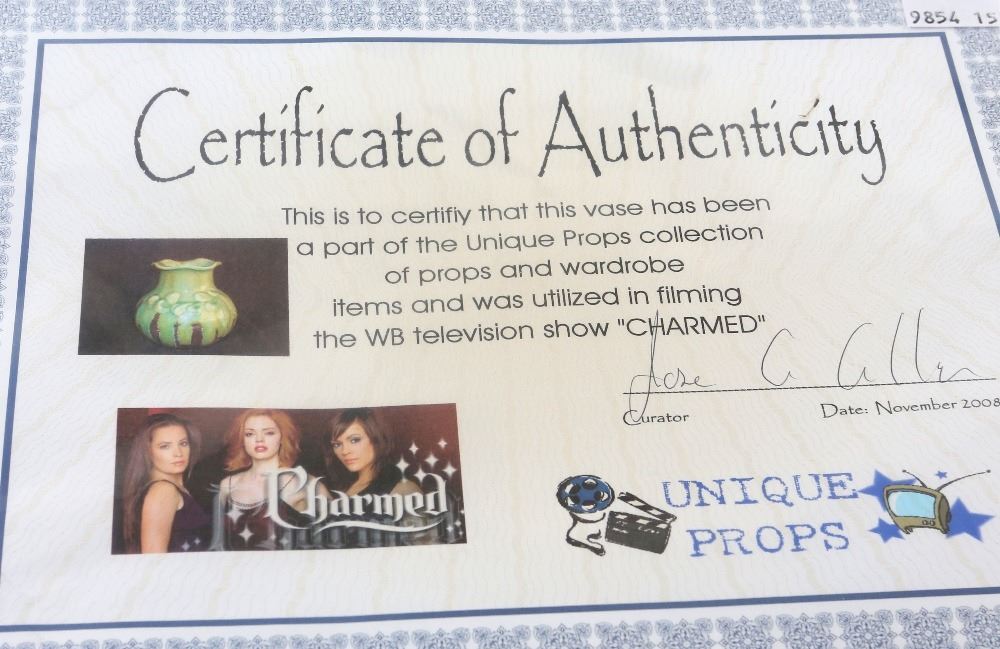 9854 15
Certificate of Authenticity
This is to certifiy that this vase has been
a part of the Unique Props collection
of props and wardrobe
items and was utilized in filming
the WB television show "CHARMED"
Curator
Date: November 2008
Charmed
UNIQUE
PROPS